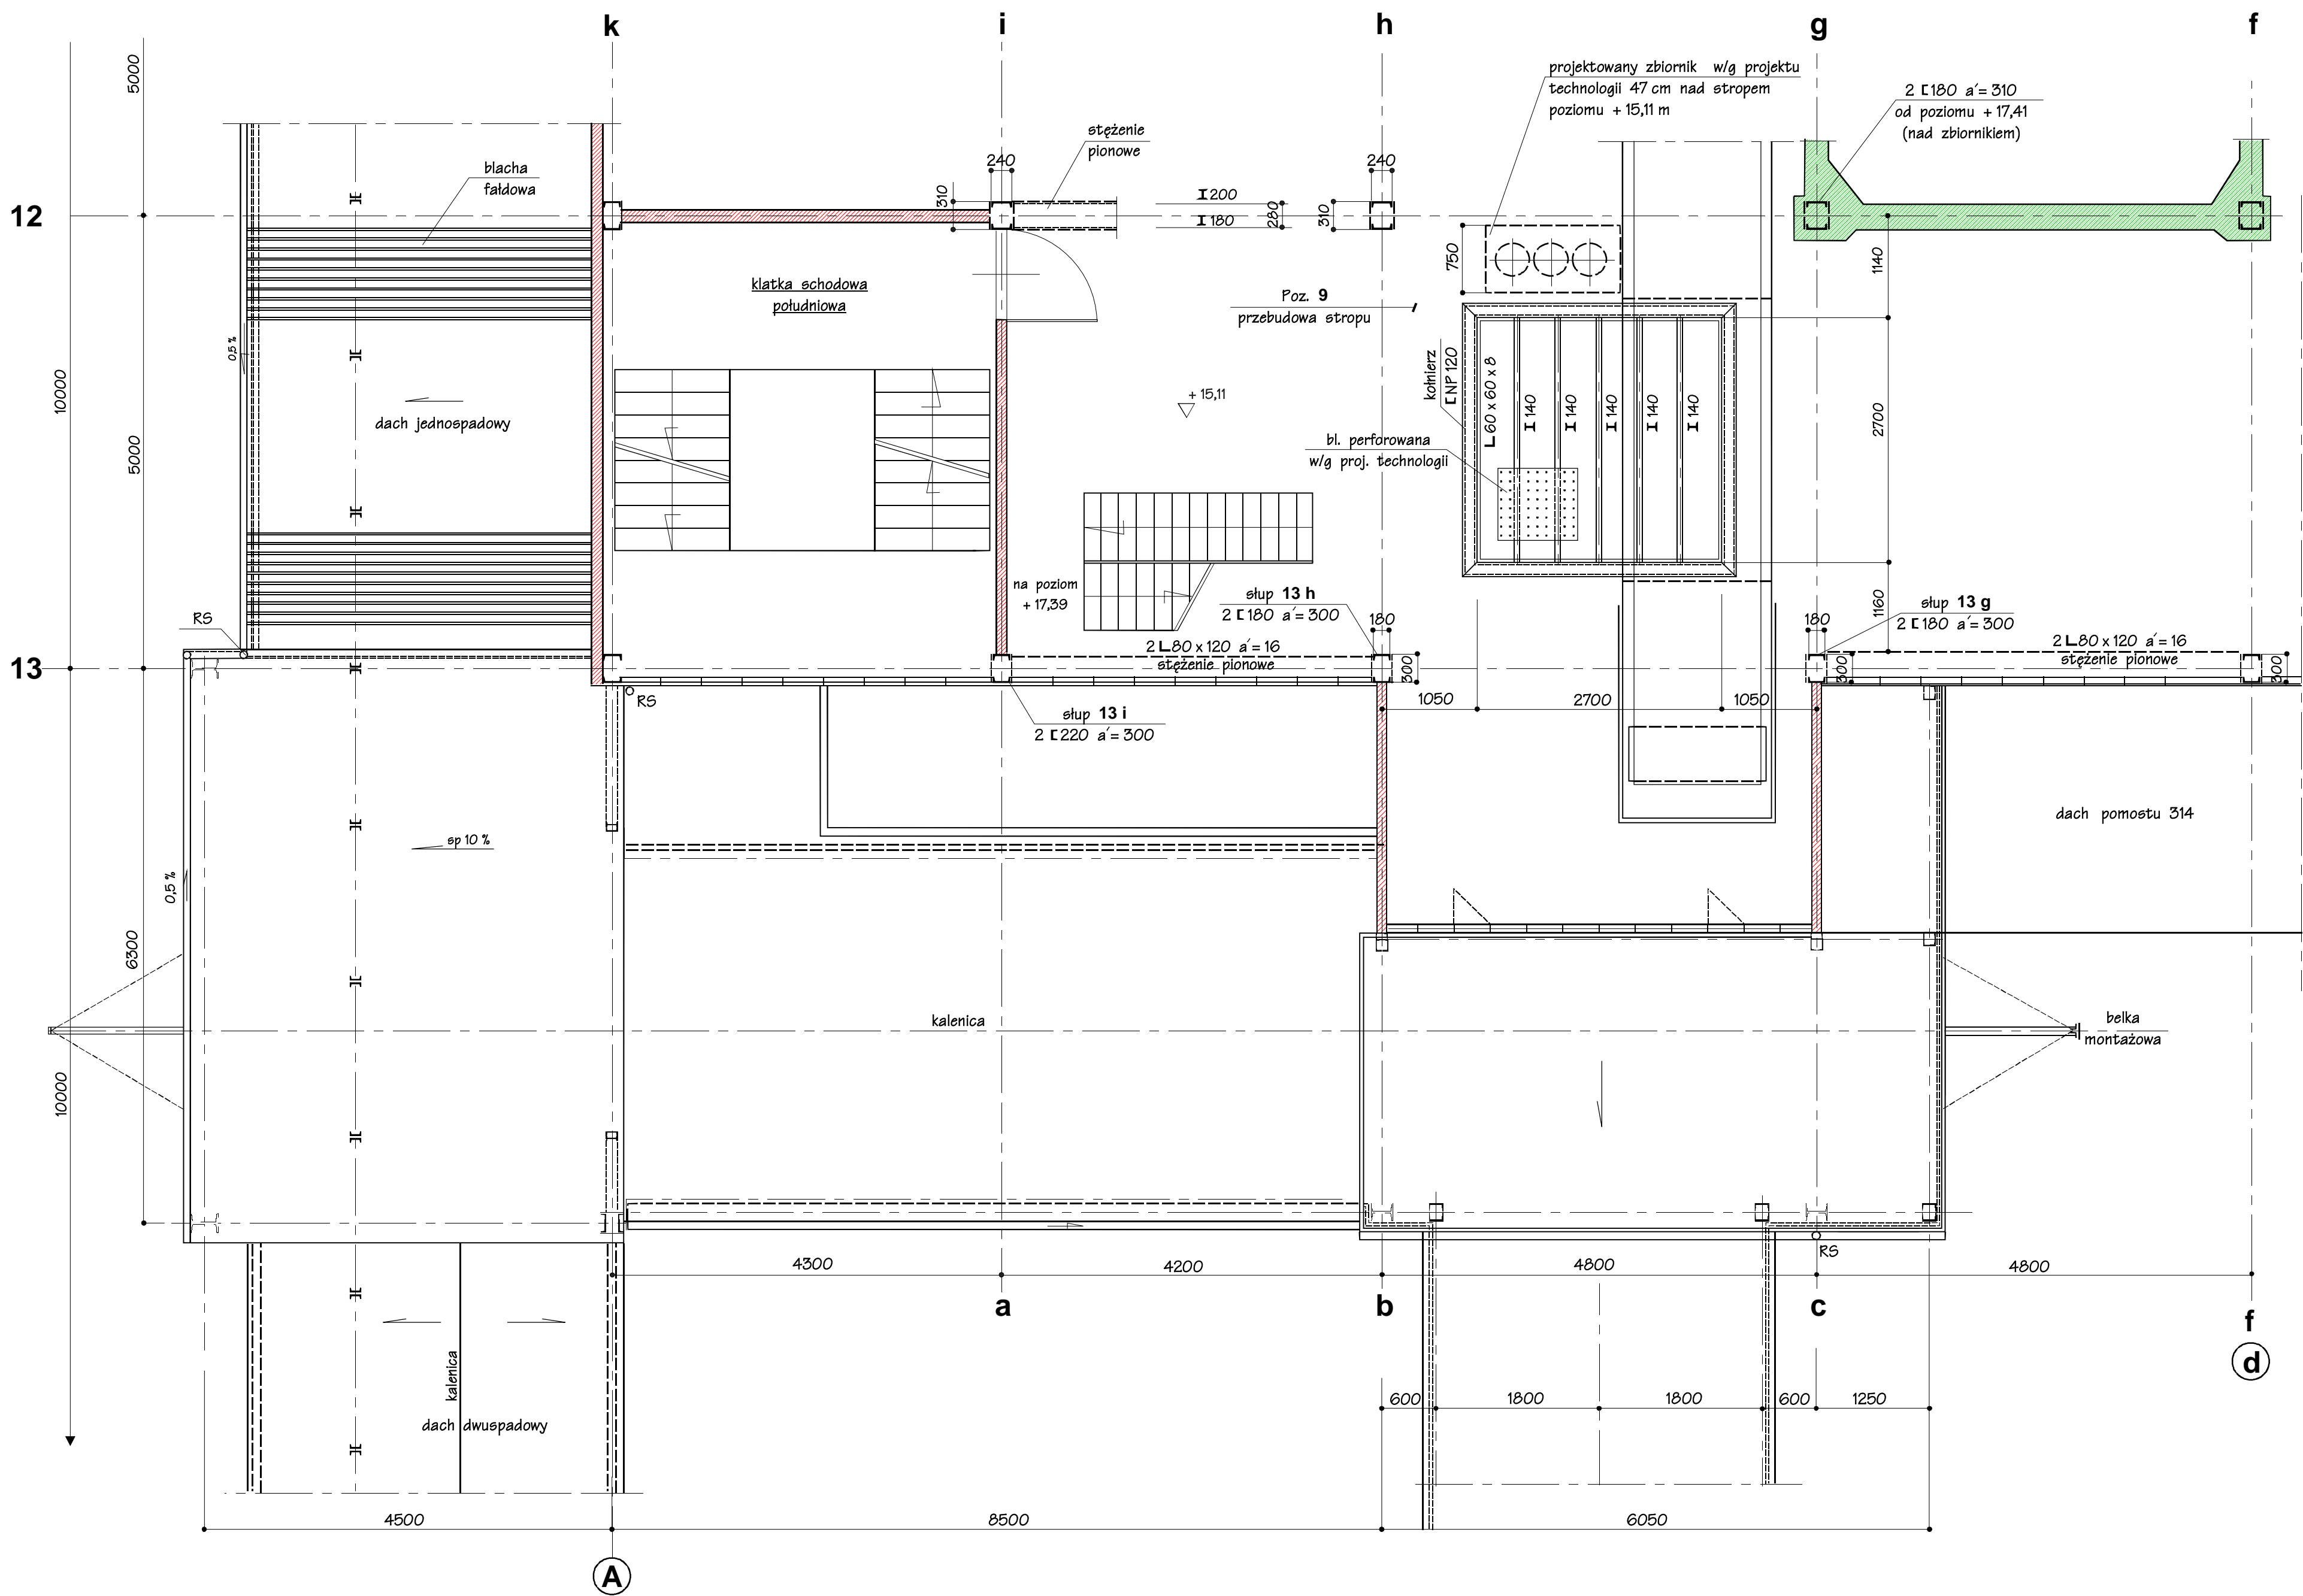 k
i
h
g
f
5000
projektowany zbiornik w/g projektu
technologii 47 cm nad stropem
poziomu + 15,11 m
2 [180 a'= 310
od poziomu + 17,41
(nad zbiornikiem)
stężenie
pionowe
blacha
fałdowa
240
240
310
I200
I180
280
310
12
750
1140
klatka schodowa
południowa
Poz. 9
przebudowa stropu
0,5 %
10000
5000
dach jednospadowy
+ 15,11
kołnierz
[NP 120
L60 x 60 x 8
I 140
I 140
I 140
I 140
I 140
2700
bl. perforowana
w/g proj. technologii
na poziom
+ 17,39
słup 13 h
2 [180 a'= 300
180
1160
180
słup 13 g
2 [180 a'= 300
RS
13
2 L80 x 120 a'= 16
stężenie pionowe
300
300
2 L80 x 120 a'= 16
stężenie pionowe
300
RS
słup 13 i
2 [220 a'= 300
1050
2700
1050
dach pomostu 314
sp 10 %
0,5 %
6300
kalenica
belka
montażowa
10000
RS
4300
4200
4800
4800
a
b
c
f
d
kalenica
dach dwuspadowy
600
1800
1800
600
1250
4500
8500
6050
A